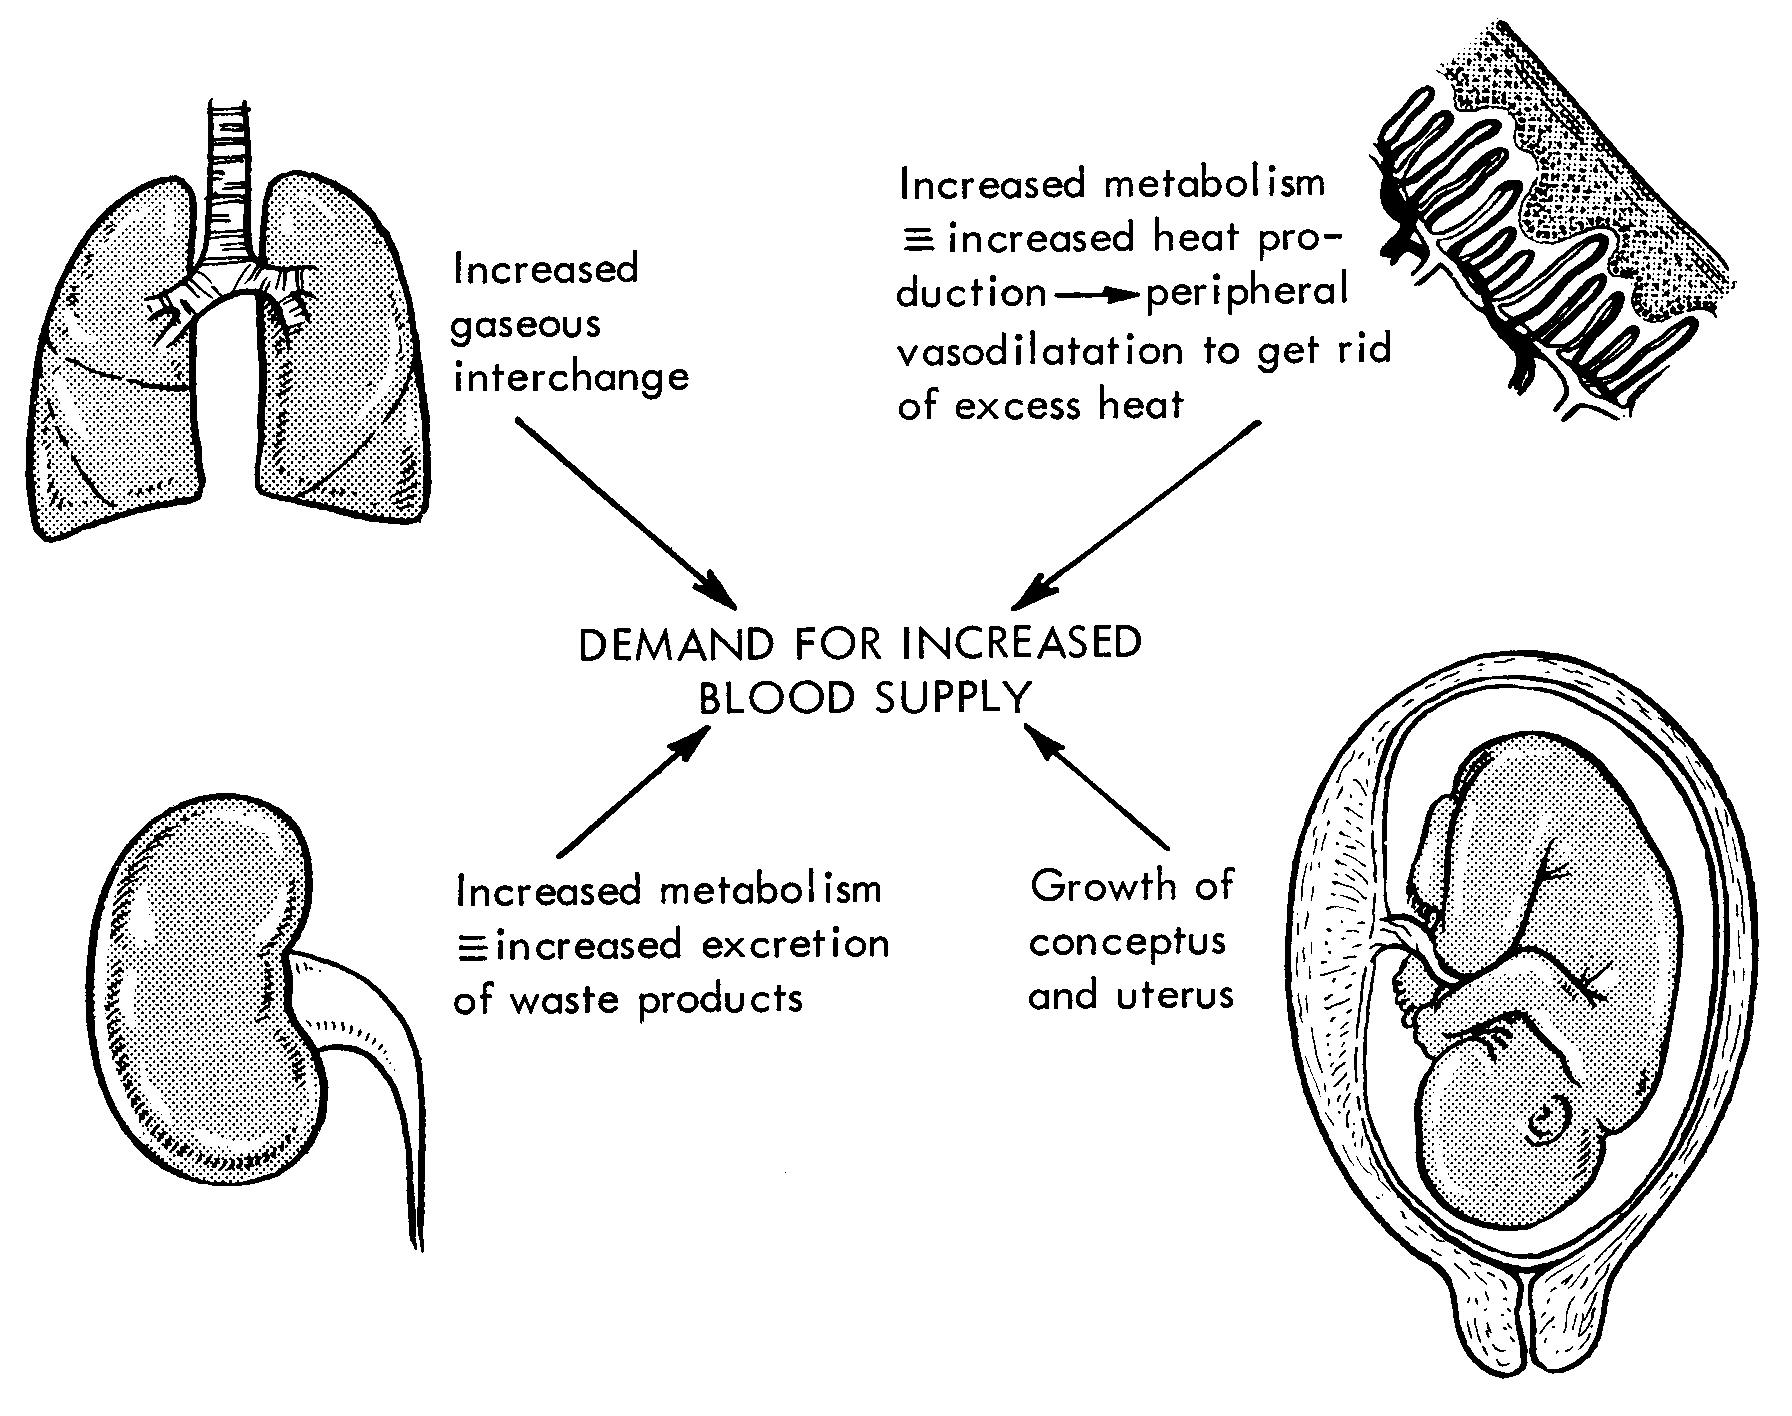 Increased
gaseous
interchange
Increased metabolism
≡ increased heat pro-
duction → peripheral
vasodilatation to get rid
of excess heat
DEMAND FOR INCREASED
BLOOD SUPPLY
Increased metabolism
≡ increased excretion
of waste products
Growth of
conceptus
and uterus